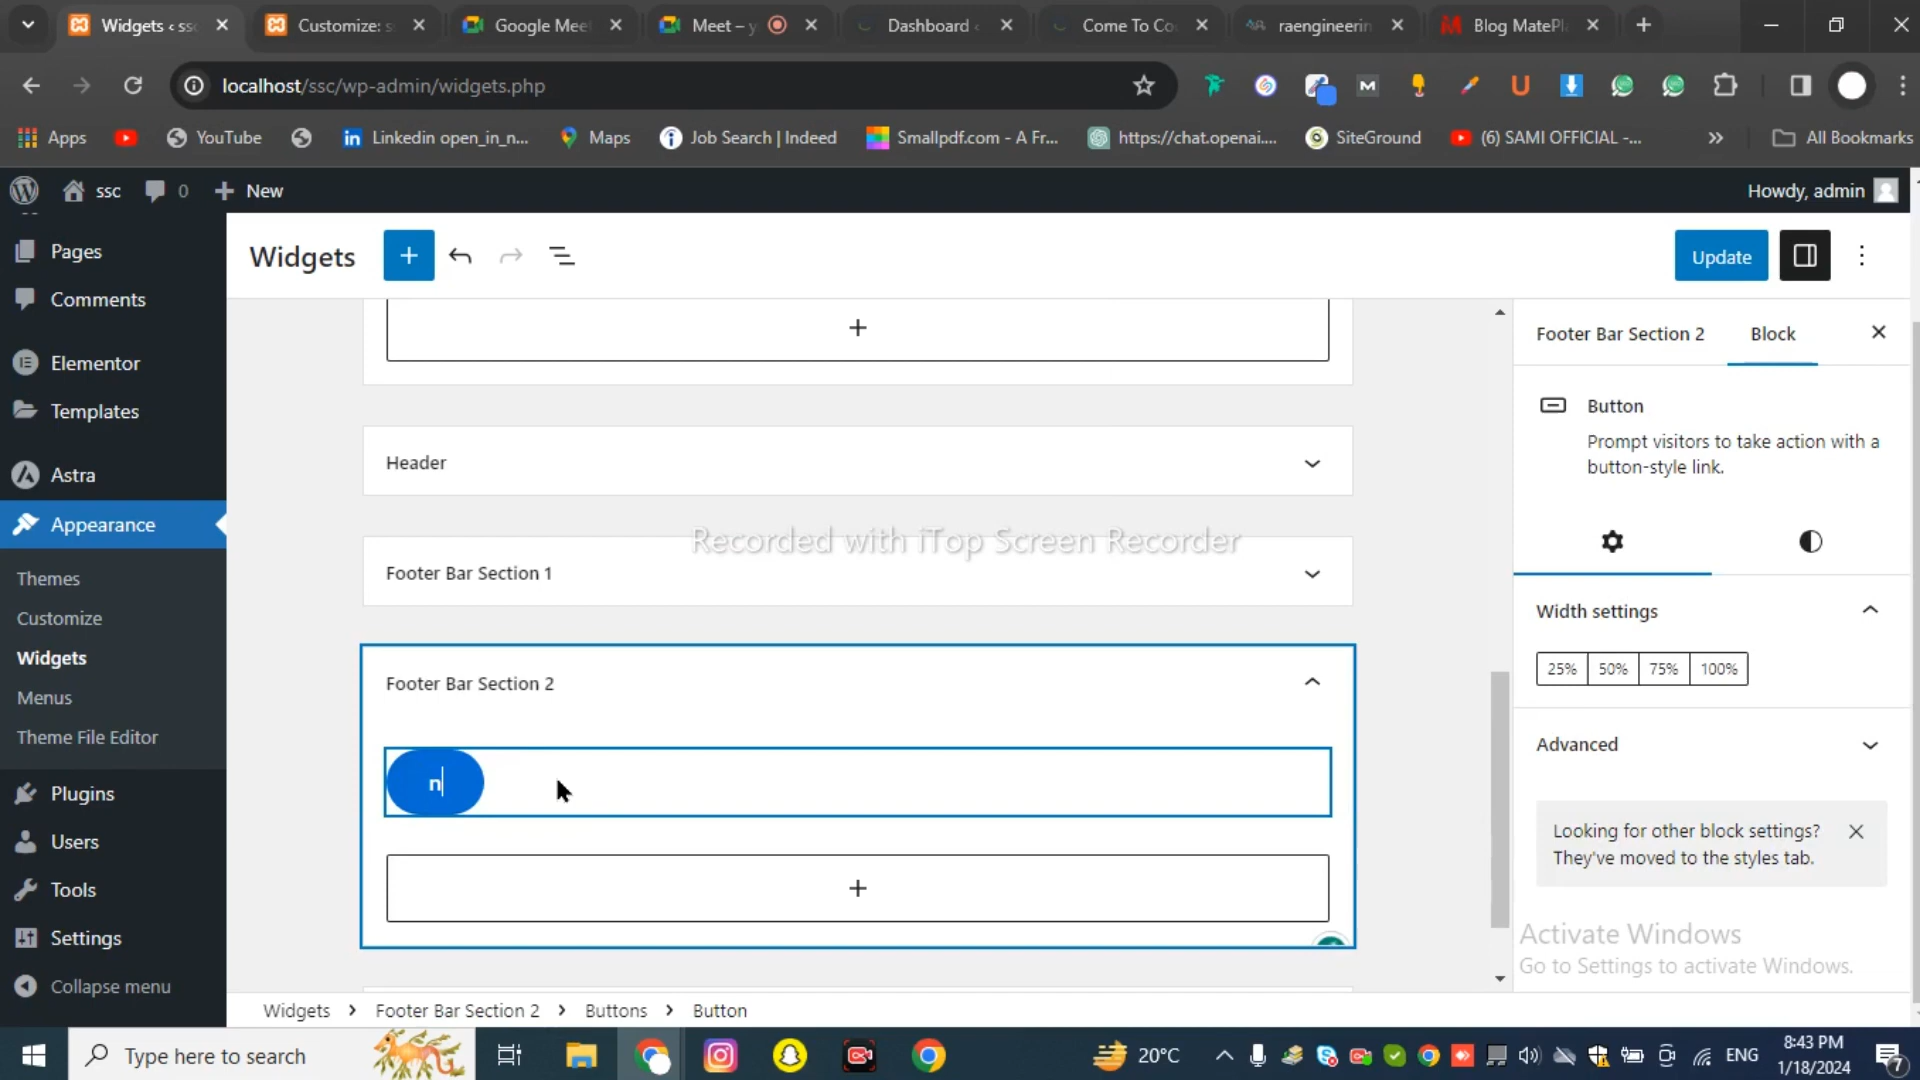 Widgets ‹ ssc
Customize: s
Google Mee
Meet – y
Dashboard ‹
Come To Co
raengineerin
Blog MatePl
localhost/ssc/wp-admin/widgets.php
Apps
YouTube
Linkedin open_in_n...
Maps
Job Search | Indeed
Smallpdf.com - A Fr...
https://chat.openai....
SiteGround
(6) SAMI OFFICIAL -...
»
All Bookmarks
ssc
0
New
Howdy, admin
Pages
Comments
Elementor
Templates
Astra
Appearance
Themes
Customize
Widgets
Menus
Theme File Editor
Plugins
Users
Tools
Settings
Collapse menu
Widgets
Update
Header
Recorded with iTop Screen Recorder
Footer Bar Section 1
Footer Bar Section 2
n
Footer Bar Section 2
Block
Button
Prompt visitors to take action with a
button-style link.
Width settings
25% 50% 75% 100%
Advanced
Looking for other block settings?
They've moved to the styles tab.
Activate Windows
Go to Settings to activate Windows.
Widgets > Footer Bar Section 2 > Buttons > Button
Type here to search
20°C
ENG
8:43 PM
1/18/2024
7